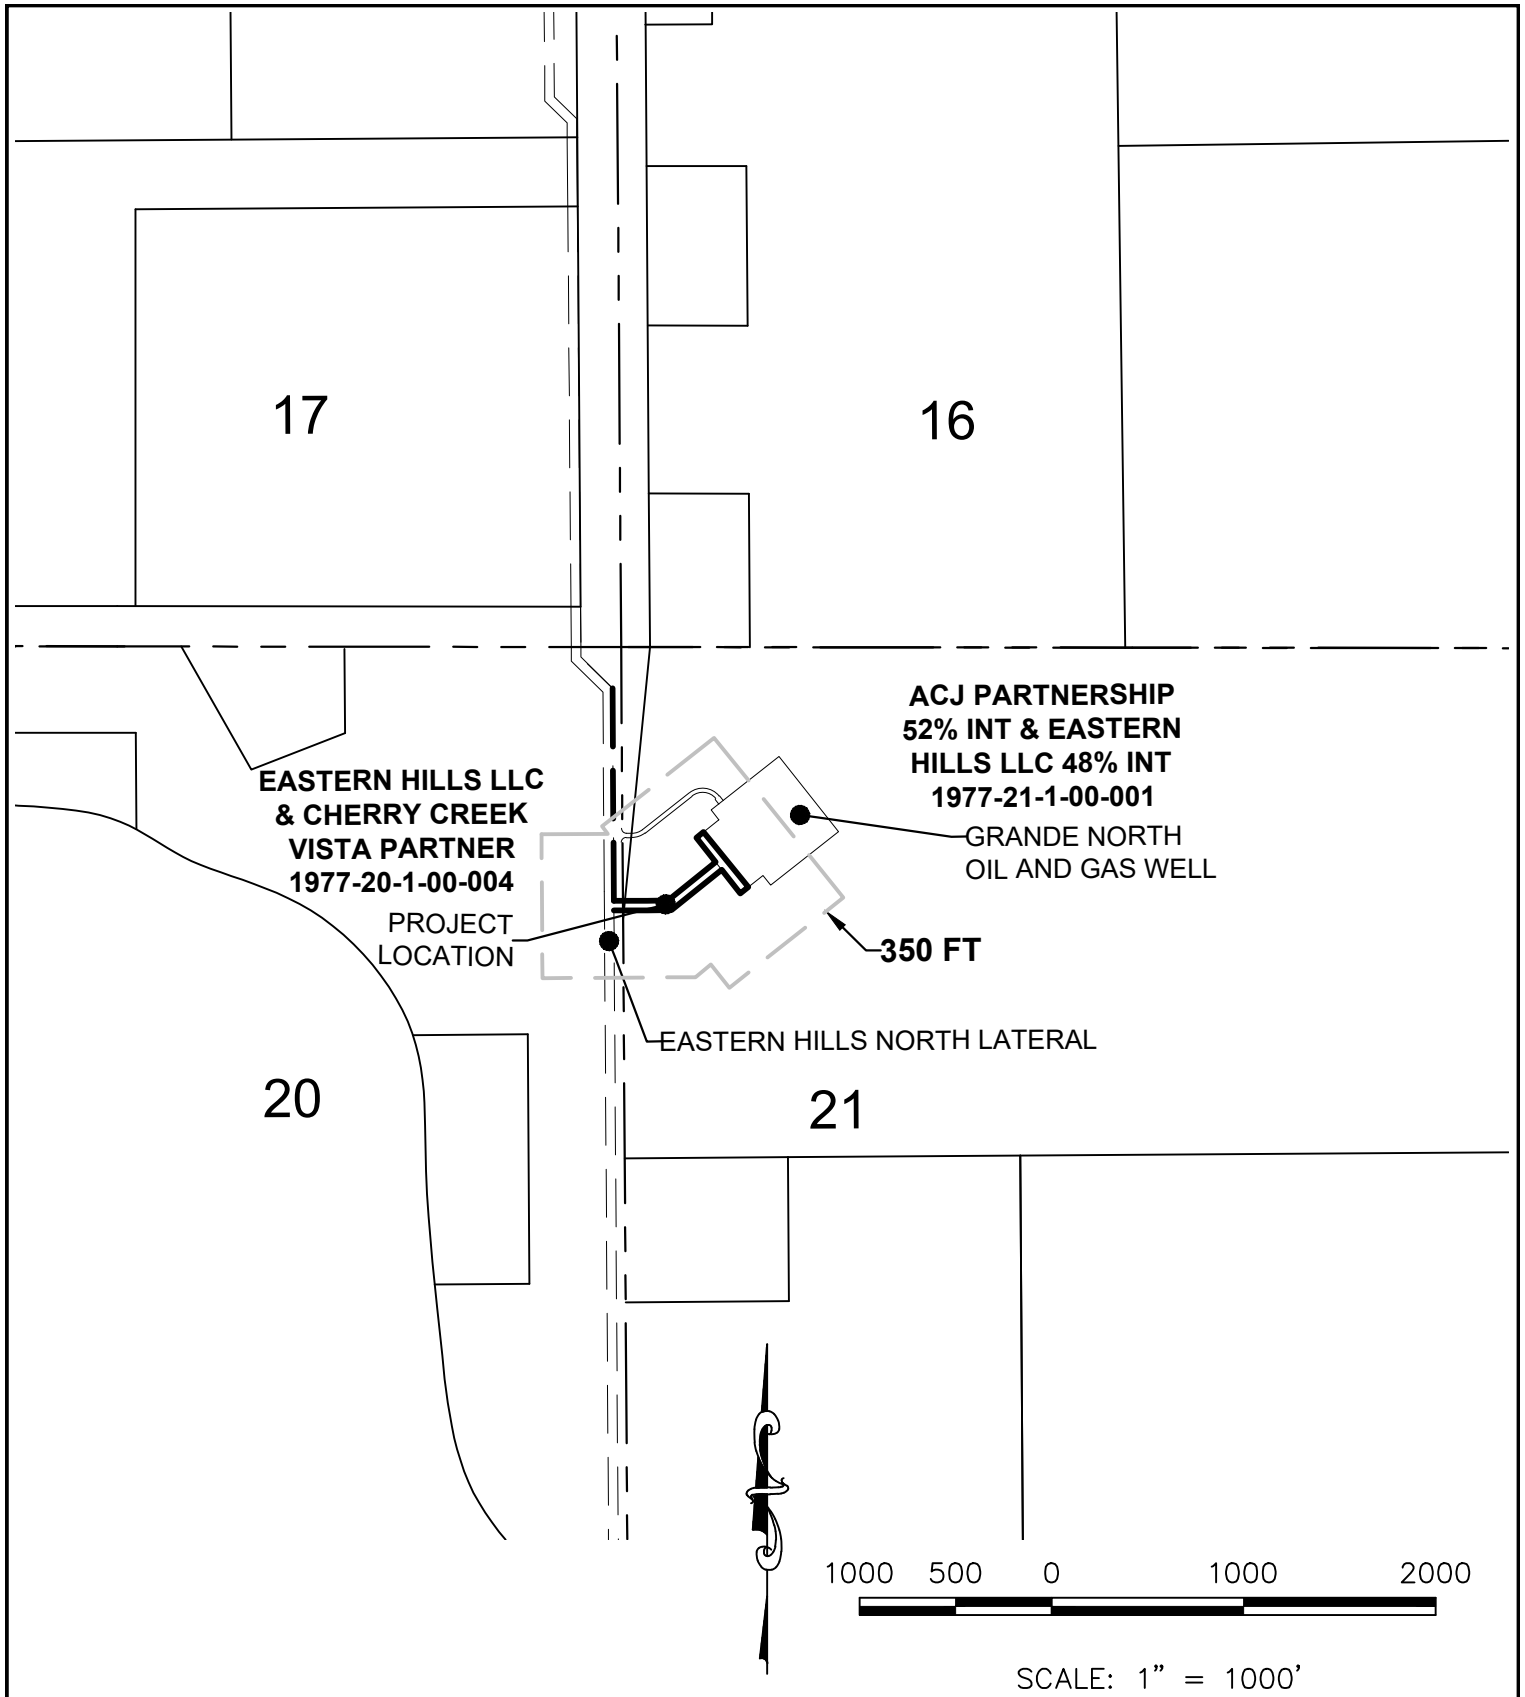 17
16
ACJ PARTNERSHIP
52% INT & EASTERN
HILLS LLC 48% INT
1977-21-1-00-001
GRANDE NORTH
OIL AND GAS WELL
EASTERN HILLS LLC
& CHERRY CREEK
VISTA PARTNER
1977-20-1-00-004
PROJECT
LOCATION
350 FT
EASTERN HILLS NORTH LATERAL
20
21
1000 500 0 1000 2000
SCALE: 1" = 1000'